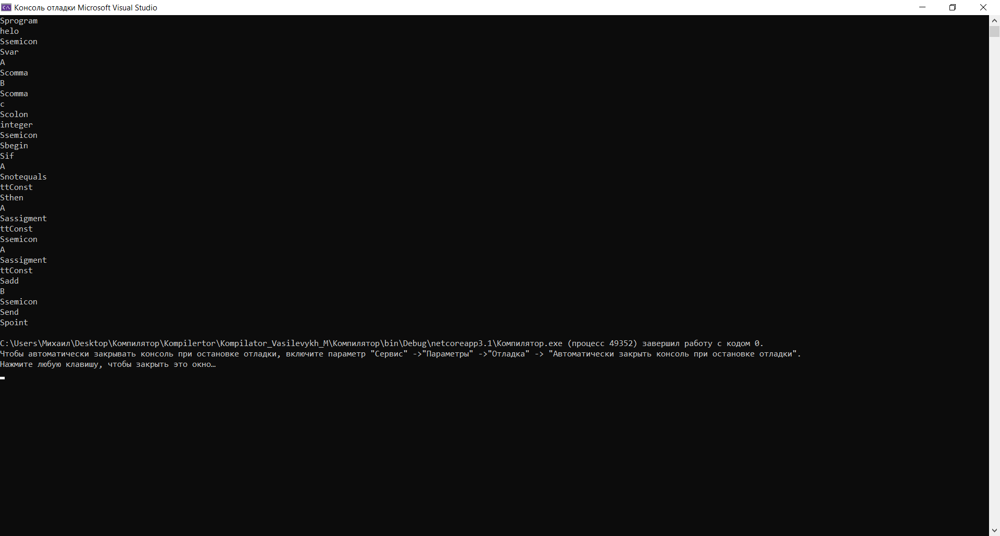 Консоль отладки Microsoft Visual Studio
Sprogram
helo
Ssemicon
Svar
A
Scomma
B
Scomma
c
Scolon
integer
Ssemicon
Sbegin
Sif
A
Snotequals
ttConst
Sthen
A
Sassigment
ttConst
Ssemicon
A
Sassigment
ttConst
Sadd
B
Ssemicon
Send
Spoint
C:\Users\Михаил\Desktop\Компилятор\Kompilertor\Kompilator_Vasilevykh_M\Компилятор\bin\Debug\netcoreapp3.1\Компилятор.exe (процесс 49352) завершил работу с кодом 0.
Чтобы автоматически закрывать консоль при остановке отладки, включите параметр "Сервис" ->"Параметры" ->"Отладка" -> "Автоматически закрыть консоль при остановке отладки".
Нажмите любую клавишу, чтобы закрыть это окно…